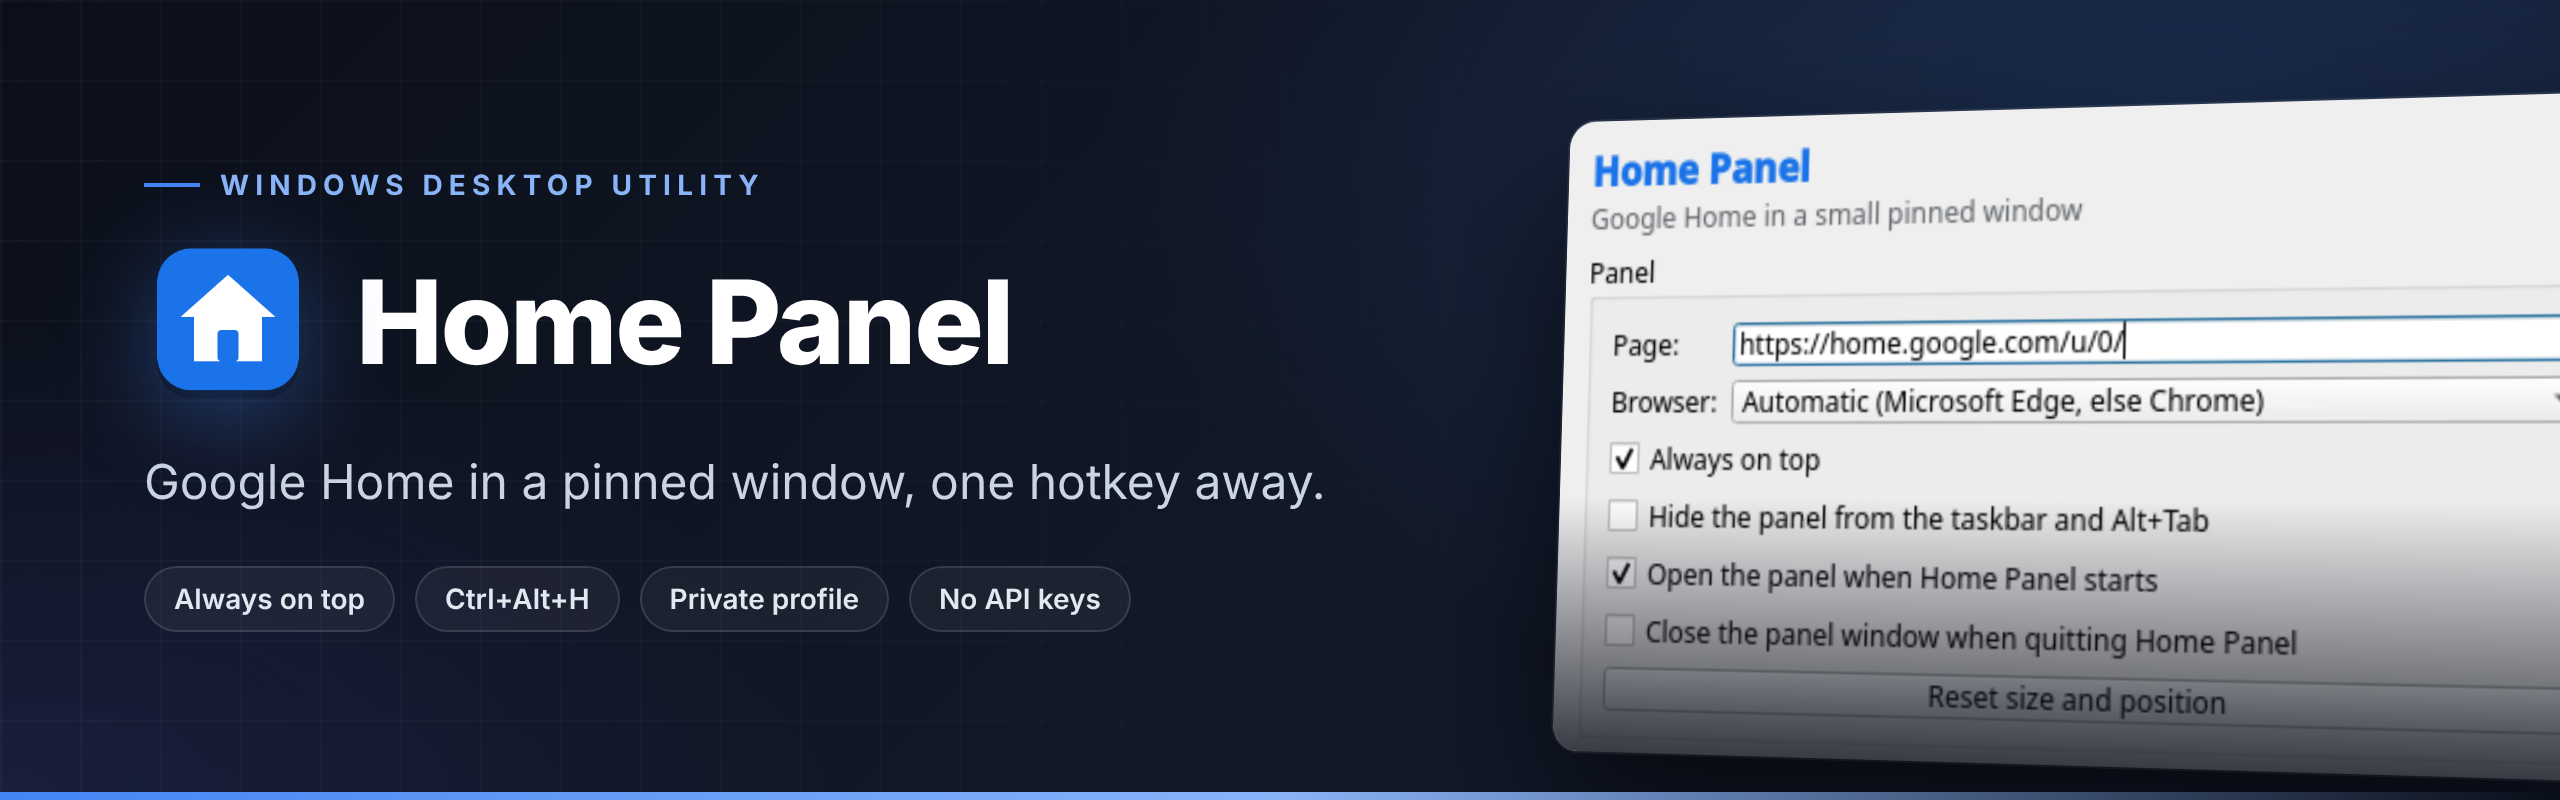 WINDOWS DESKTOP UTILITY
Home Panel
Google Home in a pinned window, one hotkey away.
Always on top
Ctrl+Alt+H
Private profile
No API keys
Home Panel
Google Home in a small pinned window
Panel
Page: https://home.google.com/u/0/
Browser: Automatic (Microsoft Edge, else Chrome)
Always on top
Hide the panel from the taskbar and Alt+Tab
Open the panel when Home Panel starts
Close the panel window when quitting Home Panel
Reset size and position